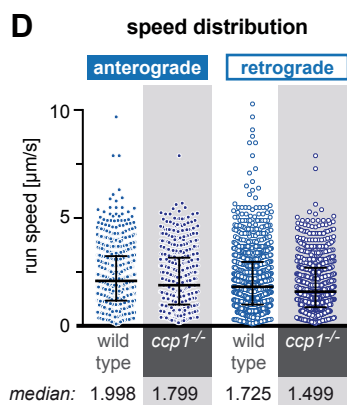 D speed distribution
anterograde retrograde
run speed [µm/s]
10
5
0
wild type ccp1-/- wild type ccp1-/-
median: 1.998 1.799 1.725 1.499